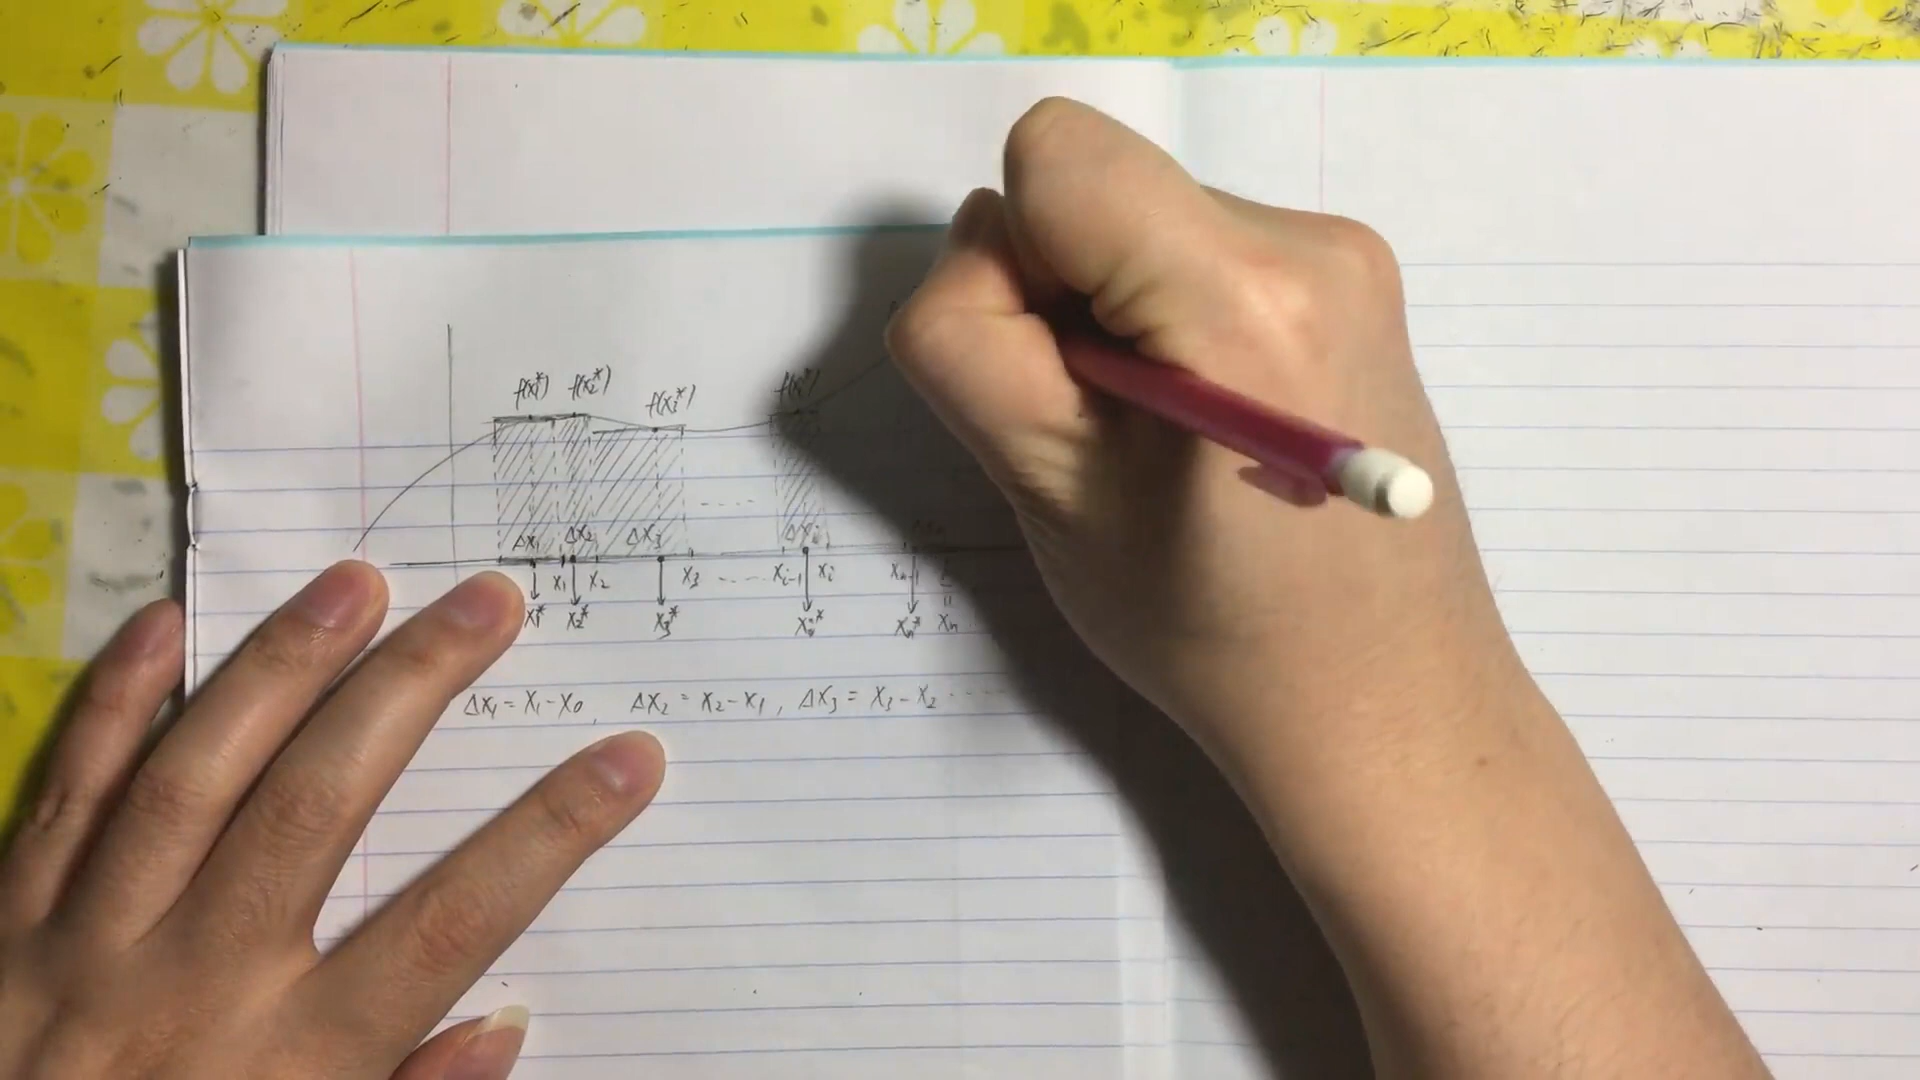 f(x₁*) f(x₂*) f(x₃*) f(xᵢ*)
Δx₁ Δx₂ Δx₃ Δxᵢ Δxₙ
x₁ x₂ x₃ ---- xᵢ₋₁ xᵢ xₙ₋₁
x₁* x₂* x₃* xᵢ* xₙ* xₙ
Δx₁ = x₁ - x₀, Δx₂ = x₂ - x₁, Δx₃ = x₃ - x₂ ----